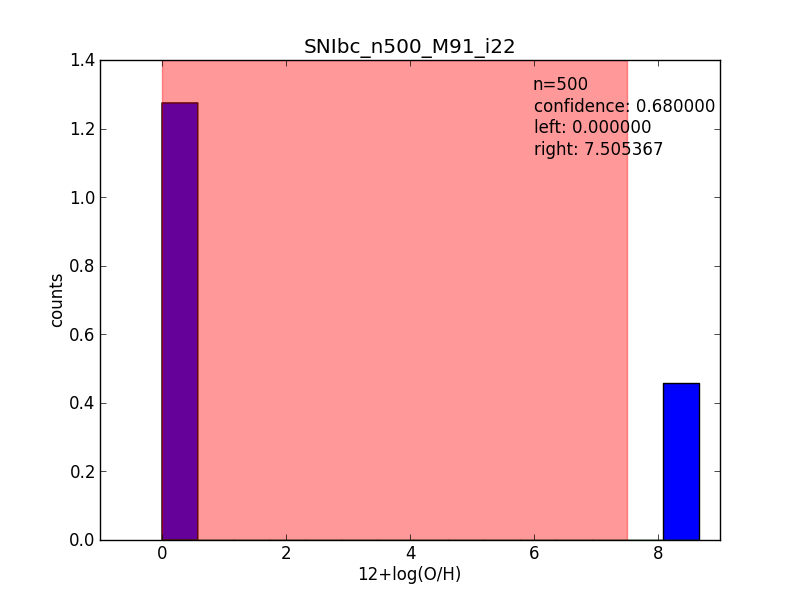 SNIbc_n500_M91_i22
n=500
confidence: 0.680000
left: 0.000000
right: 7.505367
counts
1.4
1.2
1.0
0.8
0.6
0.4
0.2
0.0
0 2 4 6 8
12+log(O/H)